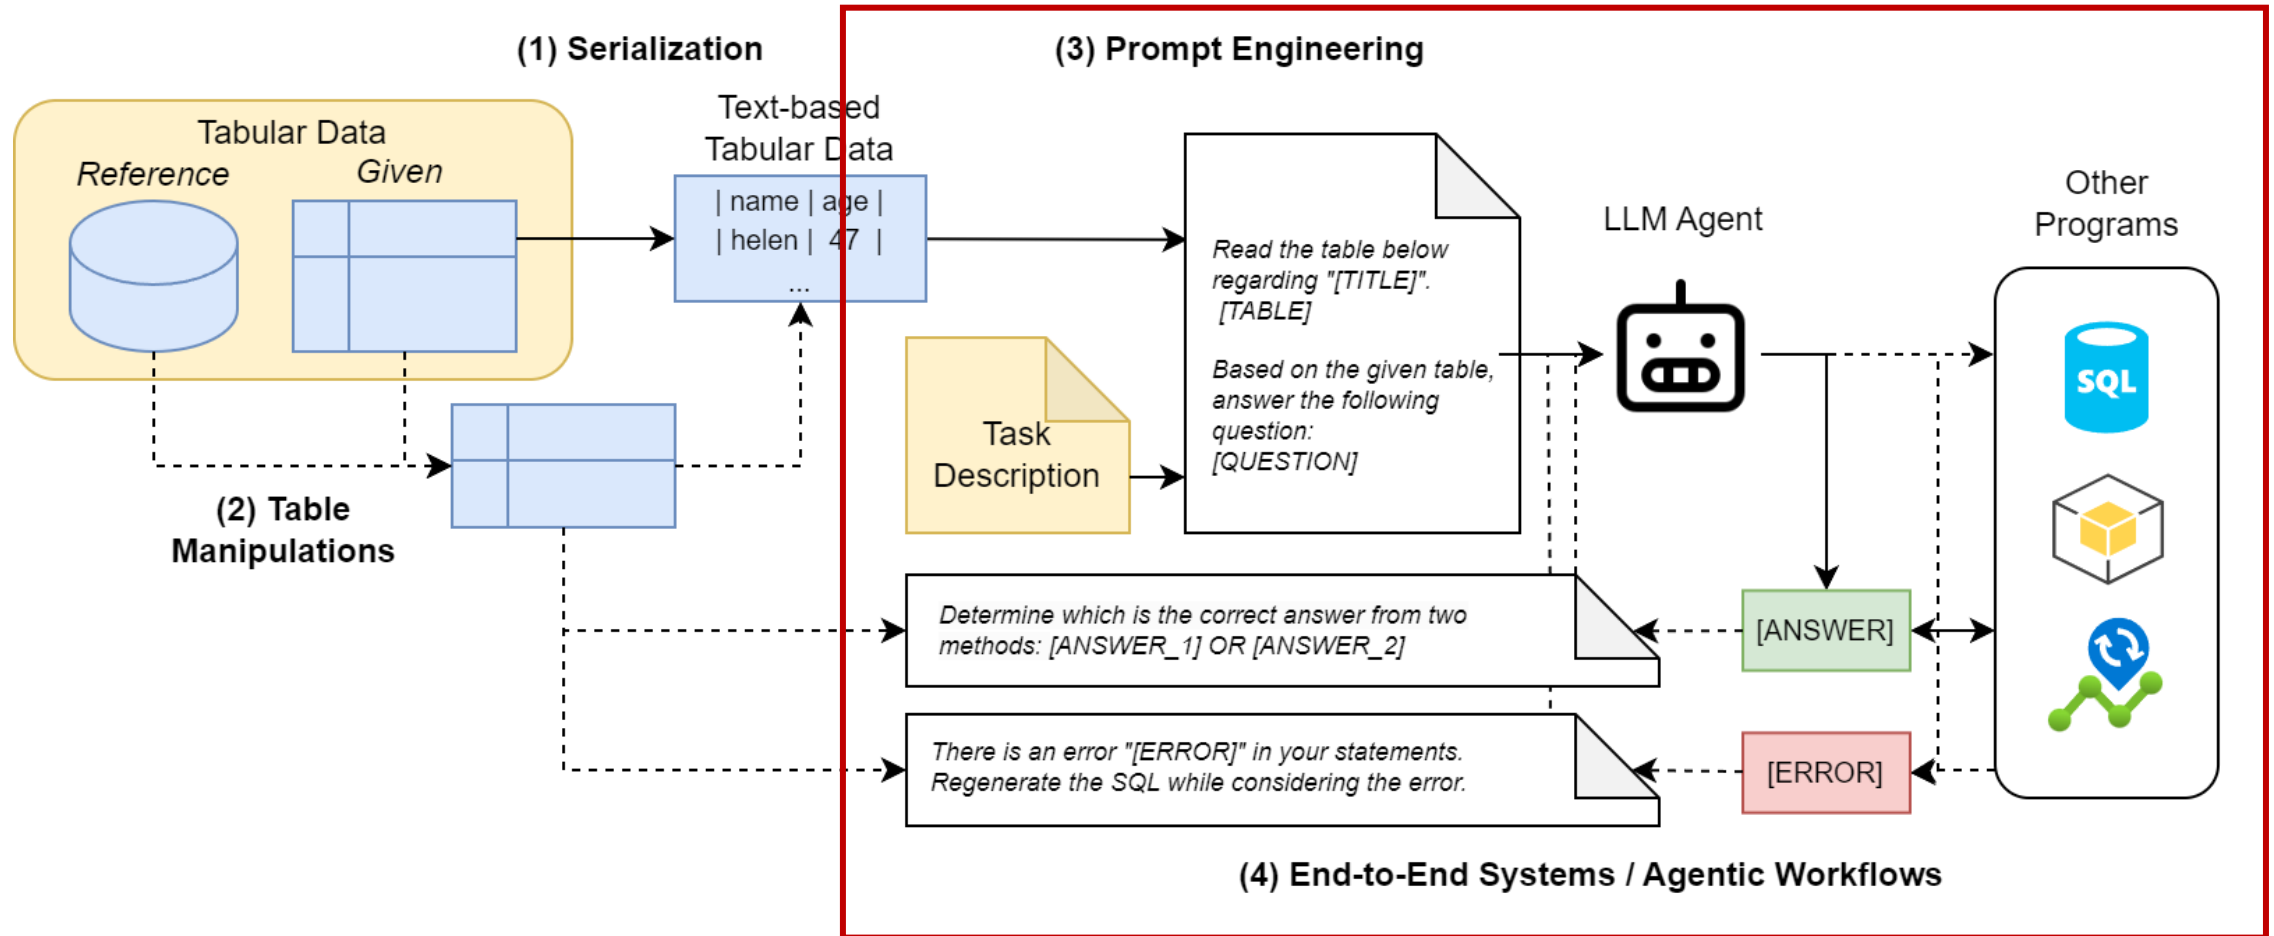 (1) Serialization
(3) Prompt Engineering
Tabular Data
Reference
Given
Text-based
Tabular Data
| name | age |
| helen | 47 |
...
(2) Table
Manipulations
Task
Description
Read the table below
regarding "[TITLE]".
[TABLE]
Based on the given table,
answer the following
question:
[QUESTION]
LLM Agent
Other
Programs
SQL
Determine which is the correct answer from two
methods: [ANSWER_1] OR [ANSWER_2]
[ANSWER]
There is an error "[ERROR]" in your statements.
Regenerate the SQL while considering the error.
[ERROR]
(4) End-to-End Systems / Agentic Workflows